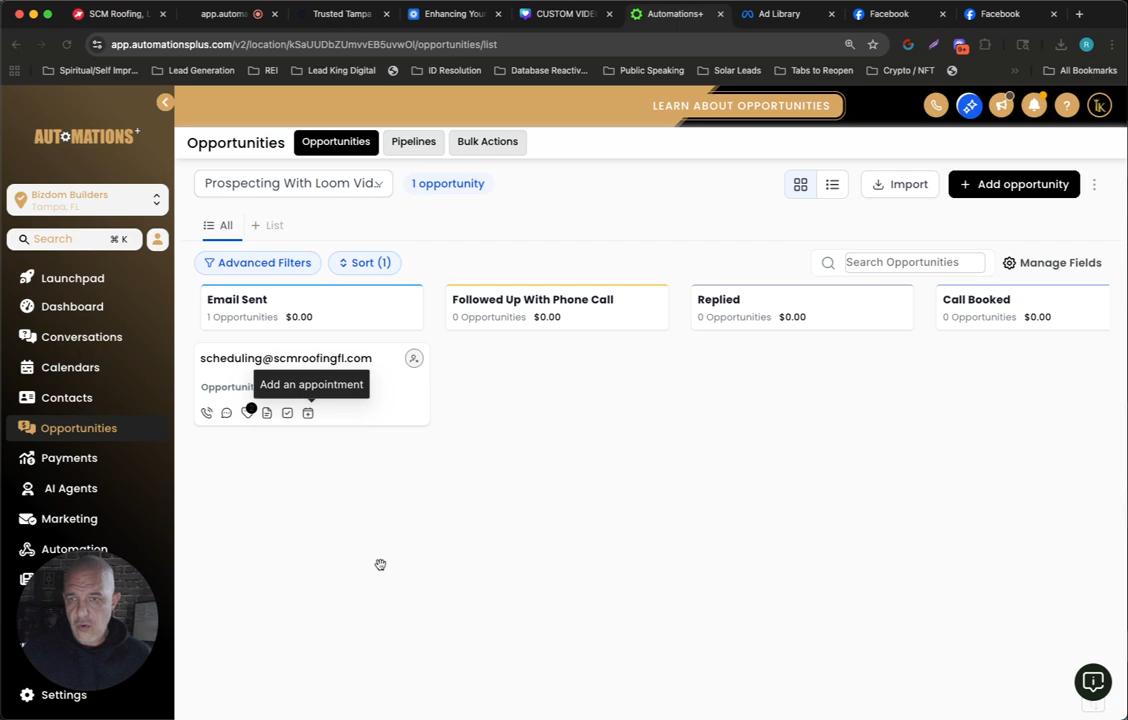 SCM Roofing, L
app.automa
Trusted Tampa
Enhancing Your
CUSTOM VIDE
Automations+
Ad Library
Facebook
Facebook
app.automationsplus.com/v2/location/kSaUUDbZUmvvEB5uvwOl/opportunities/list
9+
R
Spiritual/Self Impr...
Lead Generation
REI
Lead King Digital
ID Resolution
Database Reactiv...
Public Speaking
Solar Leads
Tabs to Reopen
Crypto / NFT
All Bookmarks
LEARN ABOUT OPPORTUNITIES
AUTOMATIONS+
Opportunities
Opportunities
Pipelines
Bulk Actions
Bizdom Builders
Tampa, FL
Prospecting With Loom Vid...
1 opportunity
Import
+ Add opportunity
Search ⌘ K
All
+ List
Advanced Filters
Sort (1)
Search Opportunities
Manage Fields
Launchpad
Dashboard
Conversations
Calendars
Contacts
Opportunities
Payments
AI Agents
Marketing
Automation
Settings
Email Sent
1 Opportunities $0.00
Followed Up With Phone Call
0 Opportunities $0.00
Replied
0 Opportunities $0.00
Call Booked
0 Opportunities $0.00
scheduling@scmroofingfl.com
Opportuni
Add an appointment